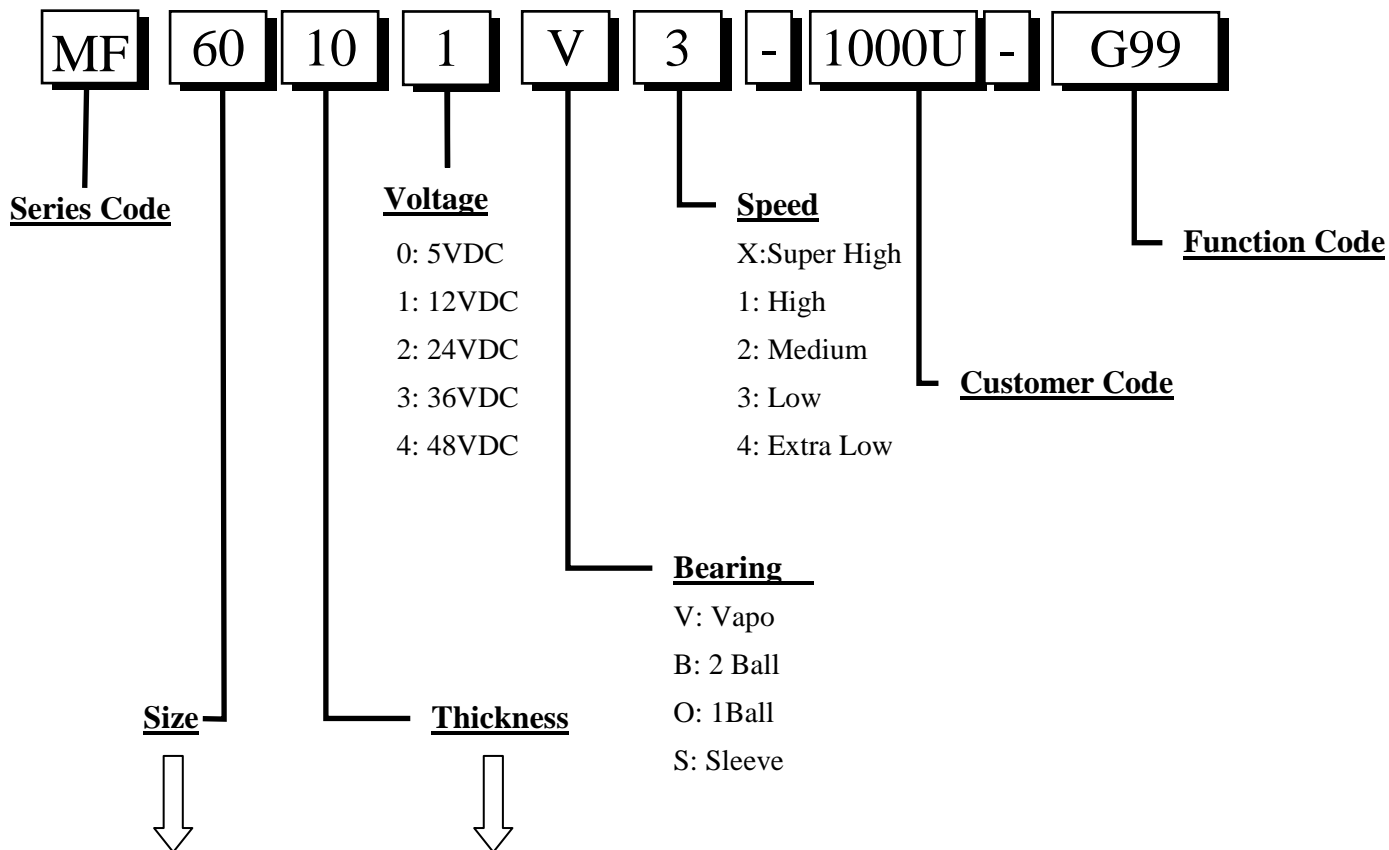 MF 60 10 1 V 3 - 1000U - G99
Series Code
Voltage
0: 5VDC
1: 12VDC
2: 24VDC
3: 36VDC
4: 48VDC
Speed
X:Super High
1: High
2: Medium
3: Low
4: Extra Low
Function Code
Customer Code
Bearing
V: Vapo
B: 2 Ball
O: 1Ball
S: Sleeve
Size
Thickness